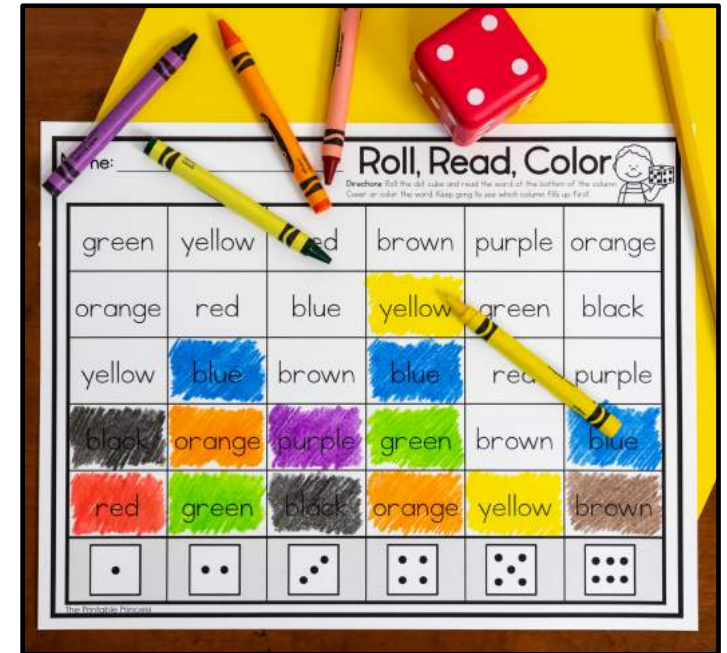 ne:
Roll, Read, Color
Directions: Roll the dot cube and read the word at the bottom of the column.
Cover or color the word. Keep going to see which column fills up first.
green yellow ed brown purple orange
orange red blue yellow green black
yellow blue brown blue red purple
black orange purple green brown blue
red green black orange yellow brown
The Printable Princess